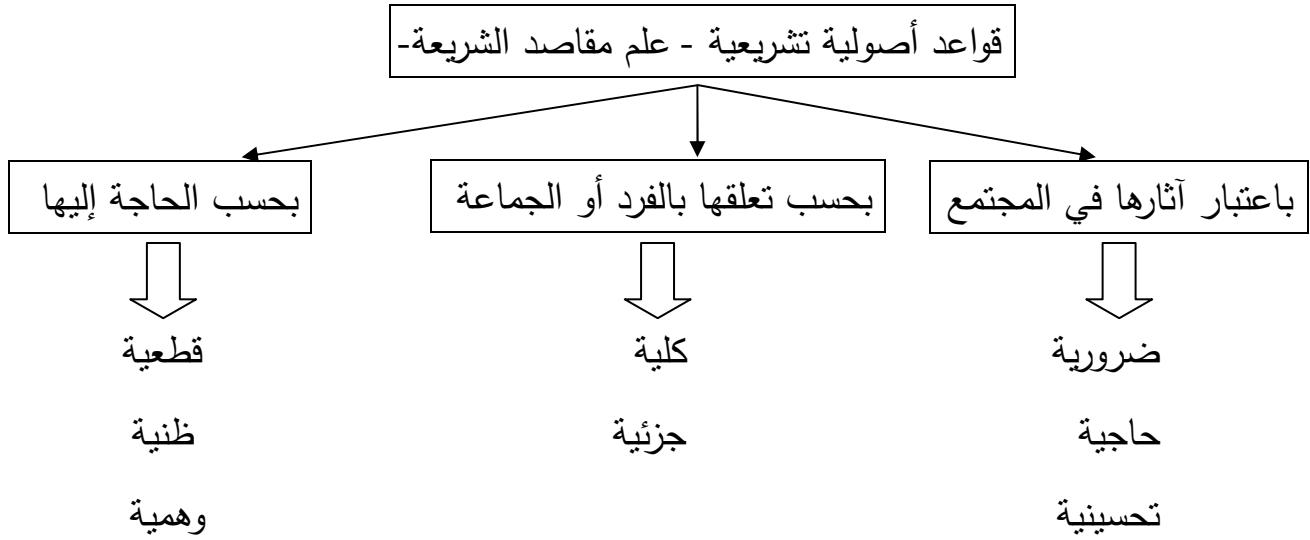 قواعد أصولية تشريعية - علم مقاصد الشريعة-
باعتبار آثارها في المجتمع
بحسب تعلقها بالفرد أو الجماعة
بحسب الحاجة إليها
ضرورية
كلية
قطعية
حاجية
جزئية
ظنية
تحسينية
وهمية